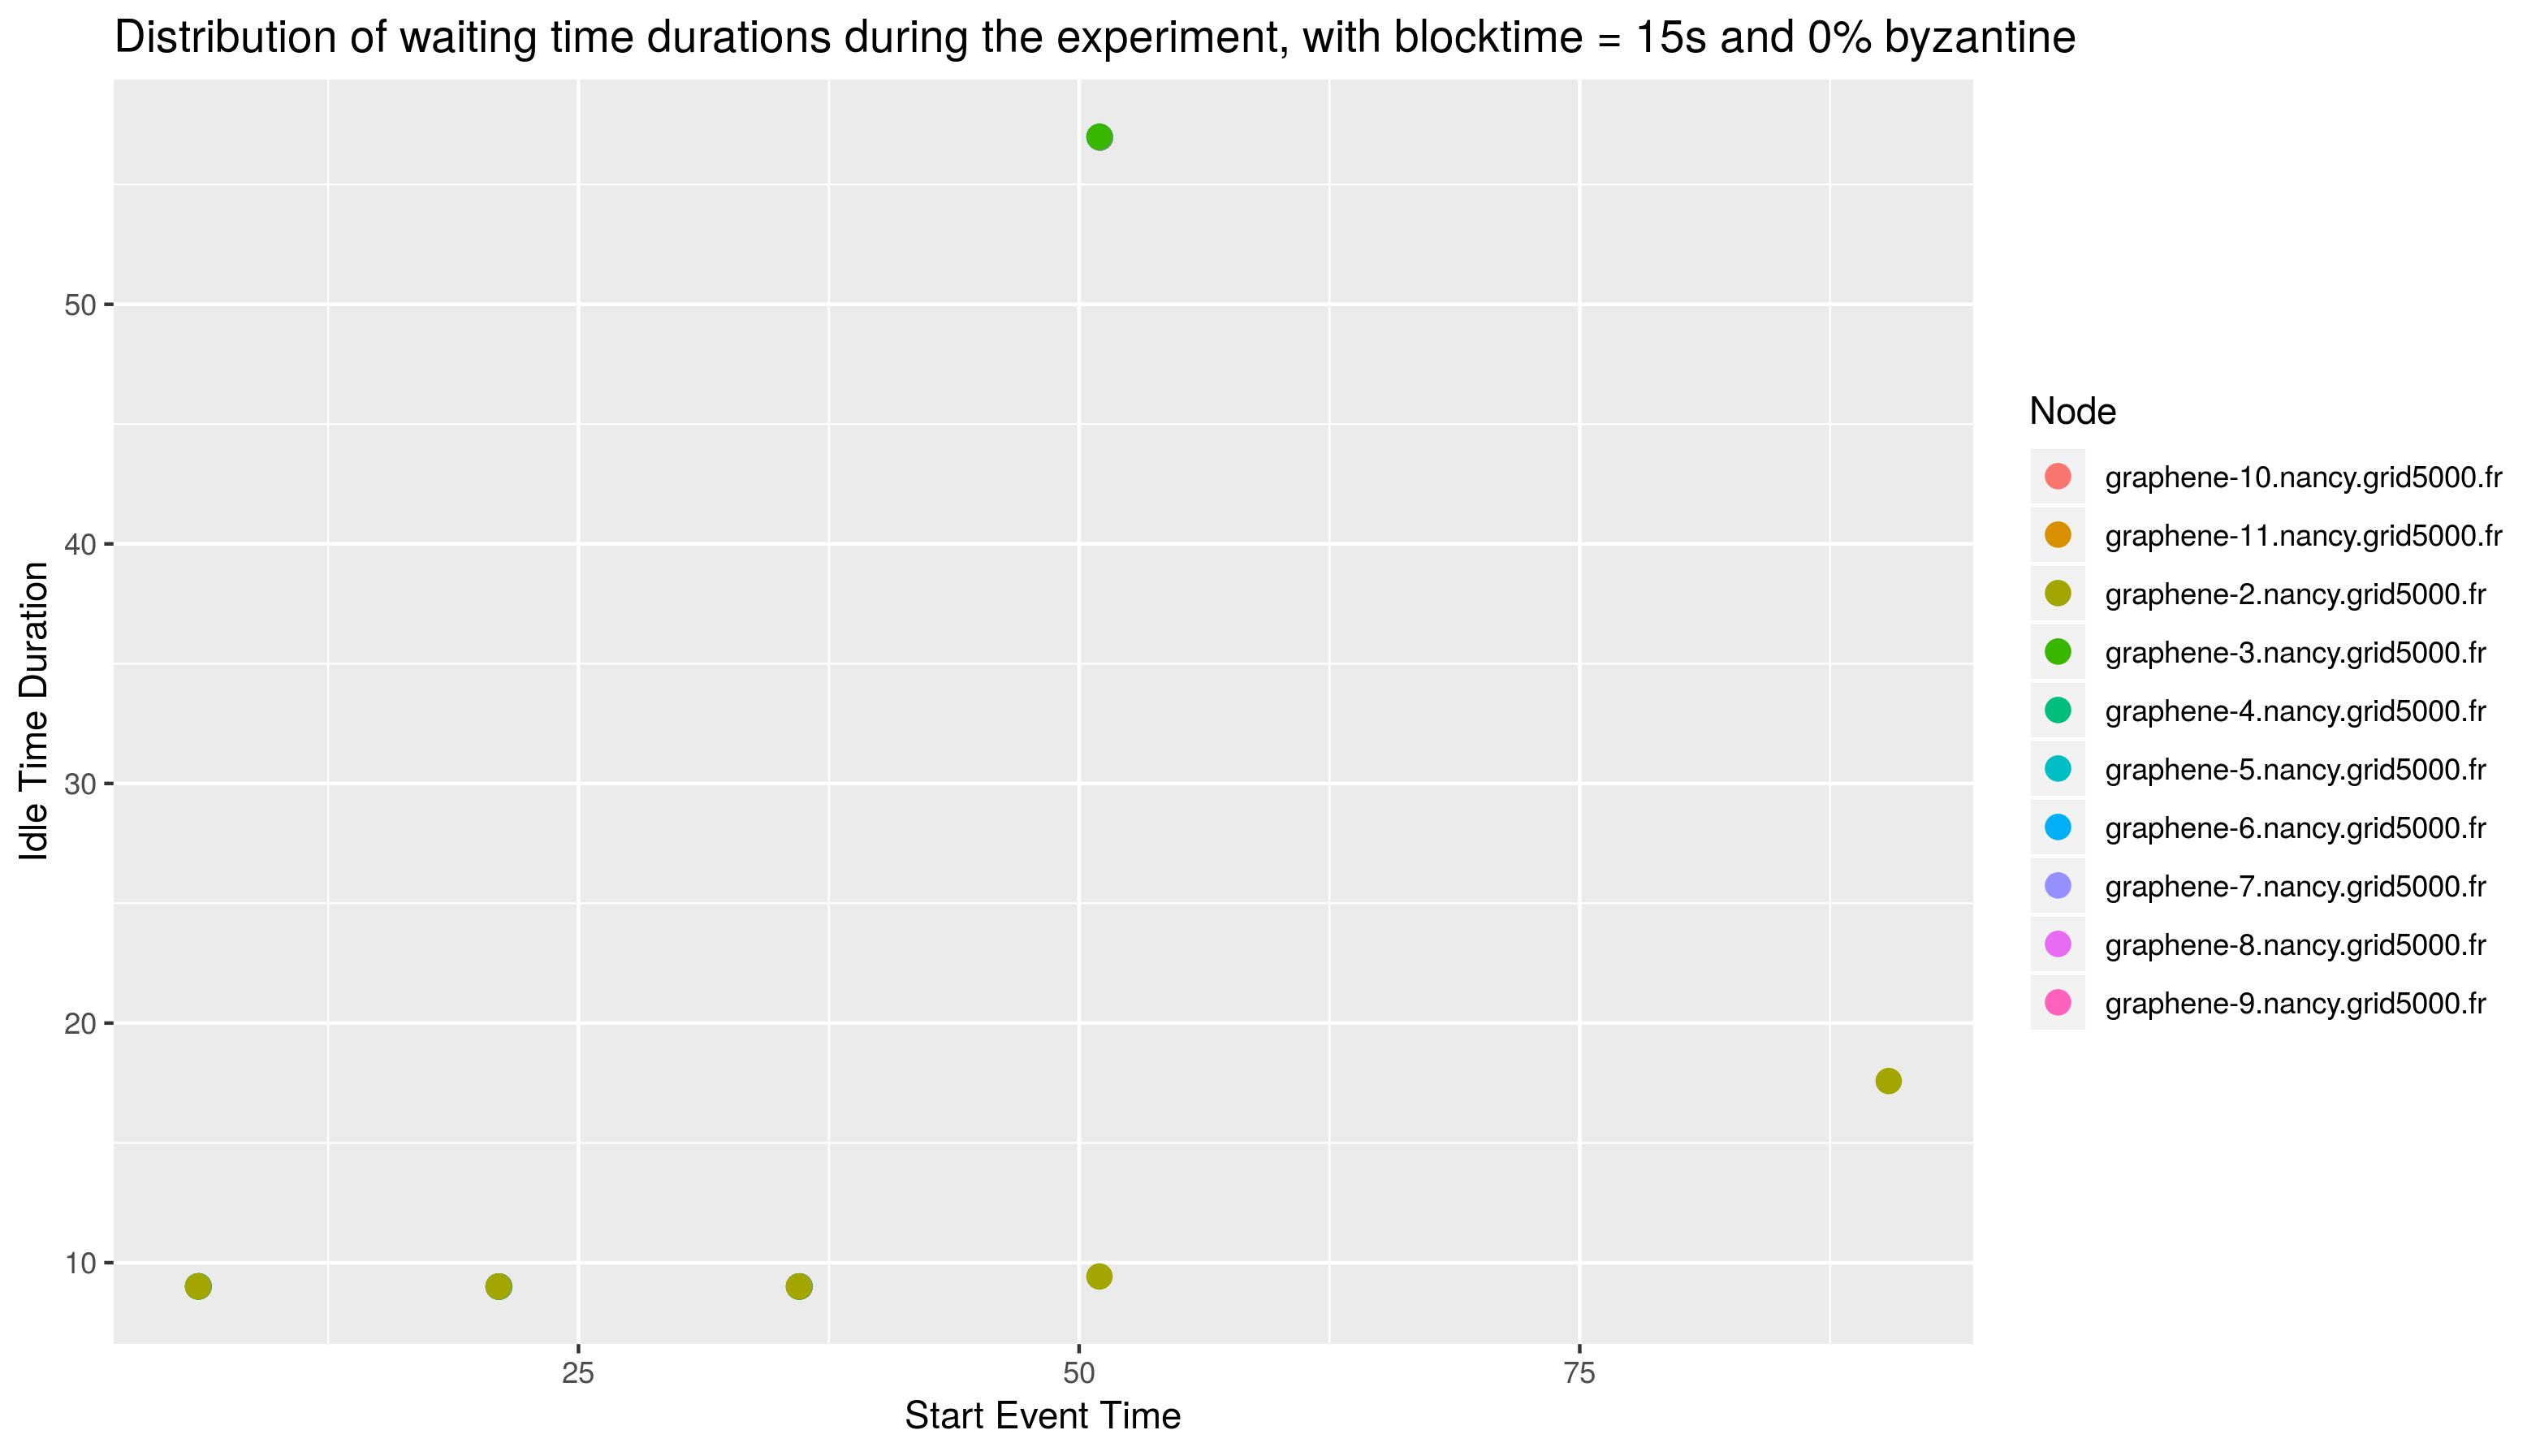 Distribution of waiting time durations during the experiment, with blocktime = 15s and 0% byzantine
Idle Time Duration
50
40
30
20
10
25
50
75
Start Event Time
Node
graphene-10.nancy.grid5000.fr
graphene-11.nancy.grid5000.fr
graphene-2.nancy.grid5000.fr
graphene-3.nancy.grid5000.fr
graphene-4.nancy.grid5000.fr
graphene-5.nancy.grid5000.fr
graphene-6.nancy.grid5000.fr
graphene-7.nancy.grid5000.fr
graphene-8.nancy.grid5000.fr
graphene-9.nancy.grid5000.fr